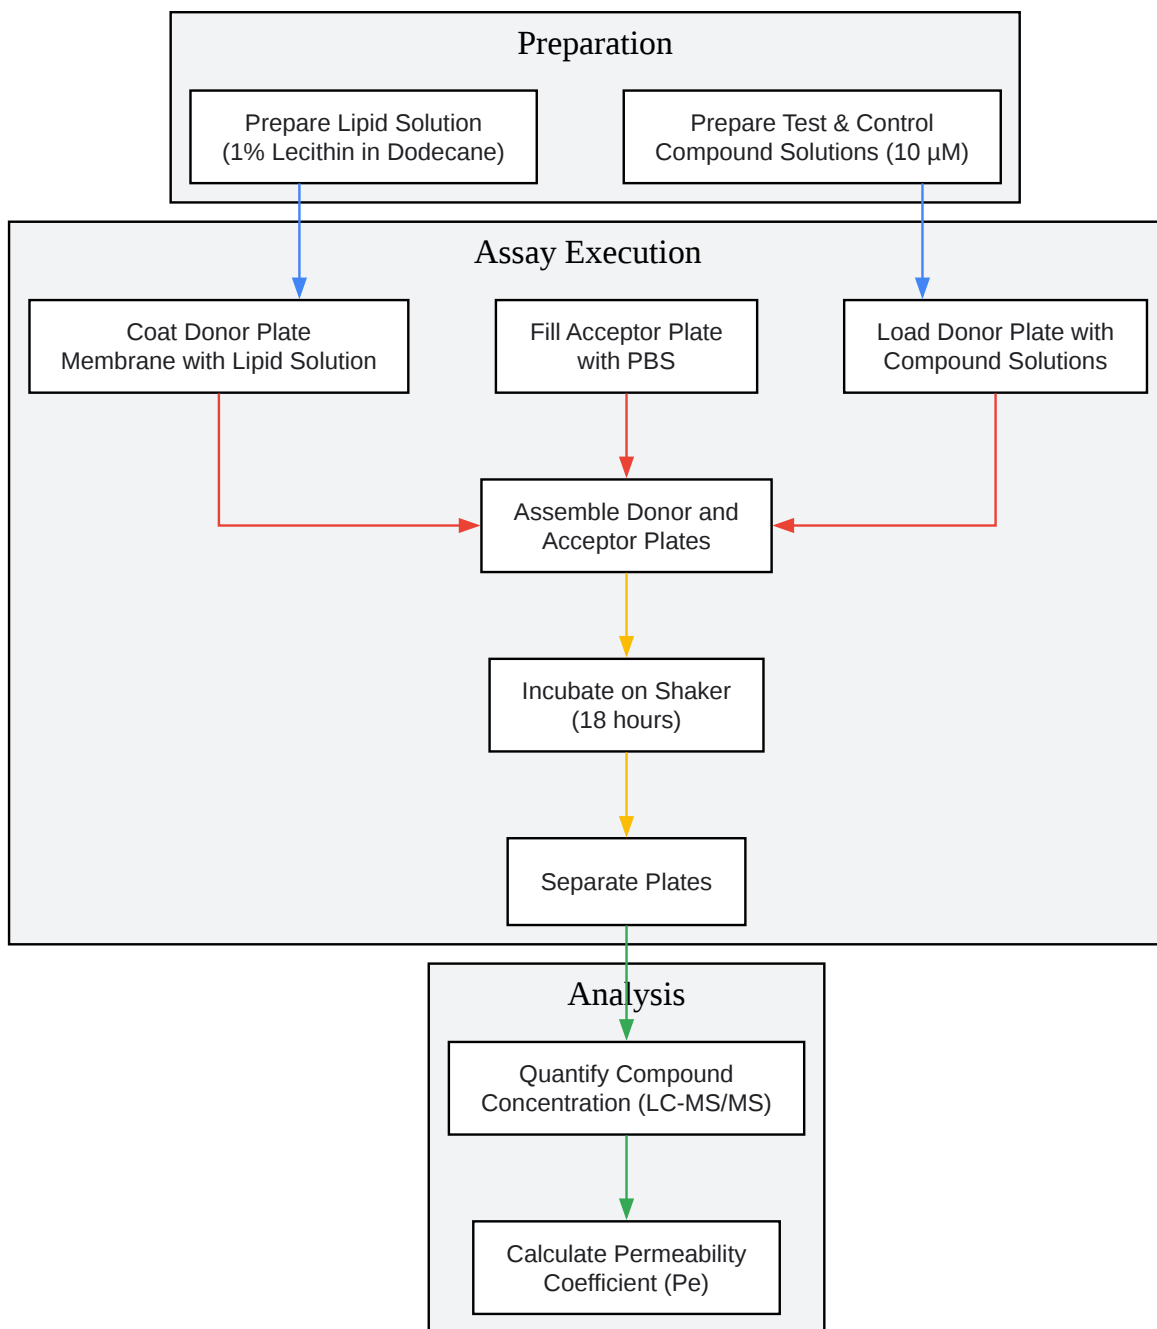 Preparation
Prepare Lipid Solution
(1% Lecithin in Dodecane)
Prepare Test & Control
Compound Solutions (10 µM)
Assay Execution
Coat Donor Plate
Membrane with Lipid Solution
Fill Acceptor Plate
with PBS
Load Donor Plate with
Compound Solutions
Assemble Donor and
Acceptor Plates
Incubate on Shaker
(18 hours)
Separate Plates
Analysis
Quantify Compound
Concentration (LC-MS/MS)
Calculate Permeability
Coefficient (Pe)